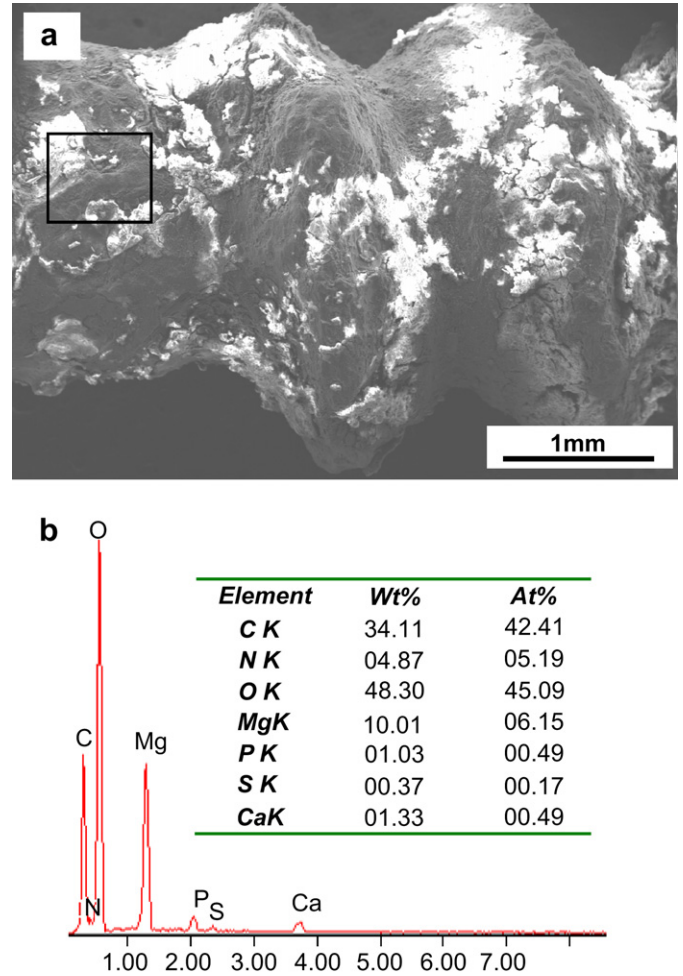 a
1mm
b
O
C
Mg
N
P
S
Ca
Element Wt% At%
C K 34.11 42.41
N K 04.87 05.19
O K 48.30 45.09
MgK 10.01 06.15
P K 01.03 00.49
S K 00.37 00.17
CaK 01.33 00.49
1.00 2.00 3.00 4.00 5.00 6.00 7.00